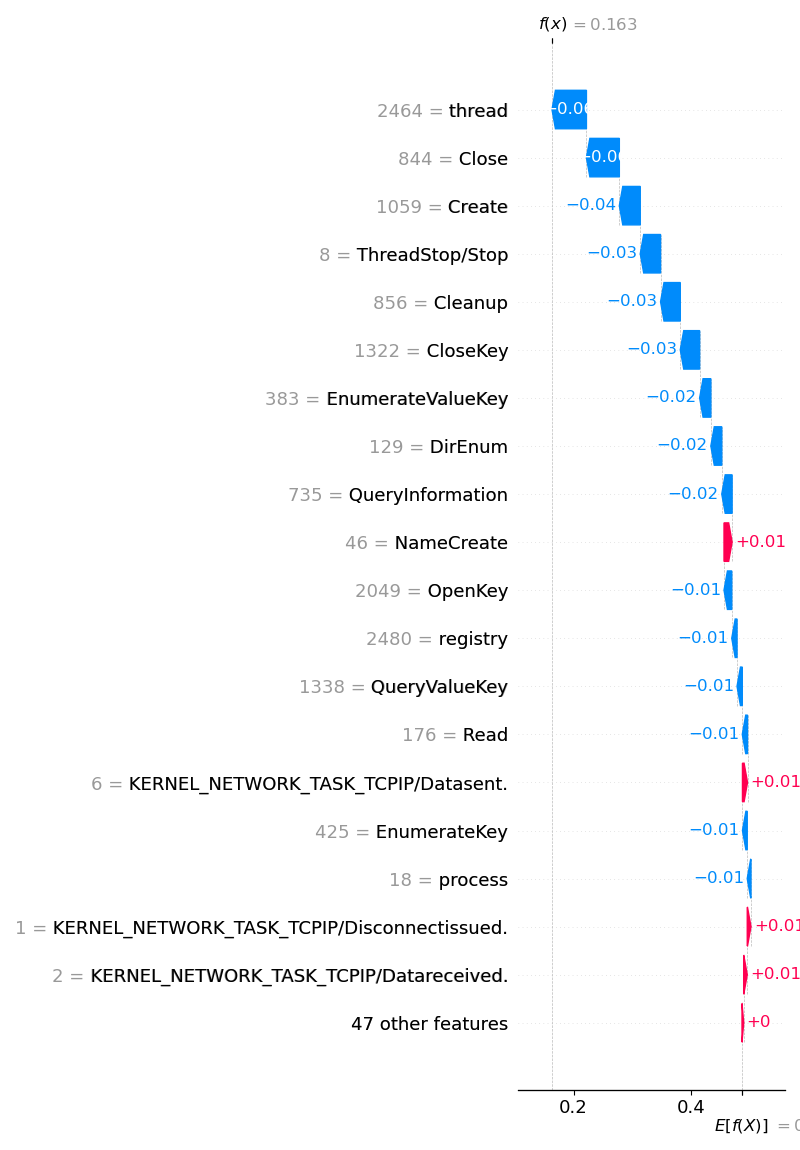 f(x) = 0.163
2464 = thread
−0.06
844 = Close
−0.06
1059 = Create
−0.04
8 = ThreadStop/Stop
−0.03
856 = Cleanup
−0.03
1322 = CloseKey
−0.03
383 = EnumerateValueKey
−0.02
129 = DirEnum
−0.02
735 = QueryInformation
−0.02
46 = NameCreate
+0.01
2049 = OpenKey
−0.01
2480 = registry
−0.01
1338 = QueryValueKey
−0.01
176 = Read
−0.01
6 = KERNEL_NETWORK_TASK_TCPIP/Datasent.
+0.01
425 = EnumerateKey
−0.01
18 = process
−0.01
1 = KERNEL_NETWORK_TASK_TCPIP/Disconnectissued.
+0.01
2 = KERNEL_NETWORK_TASK_TCPIP/Datareceived.
+0.01
47 other features
+0
0.2 0.4
E[f(X)] =